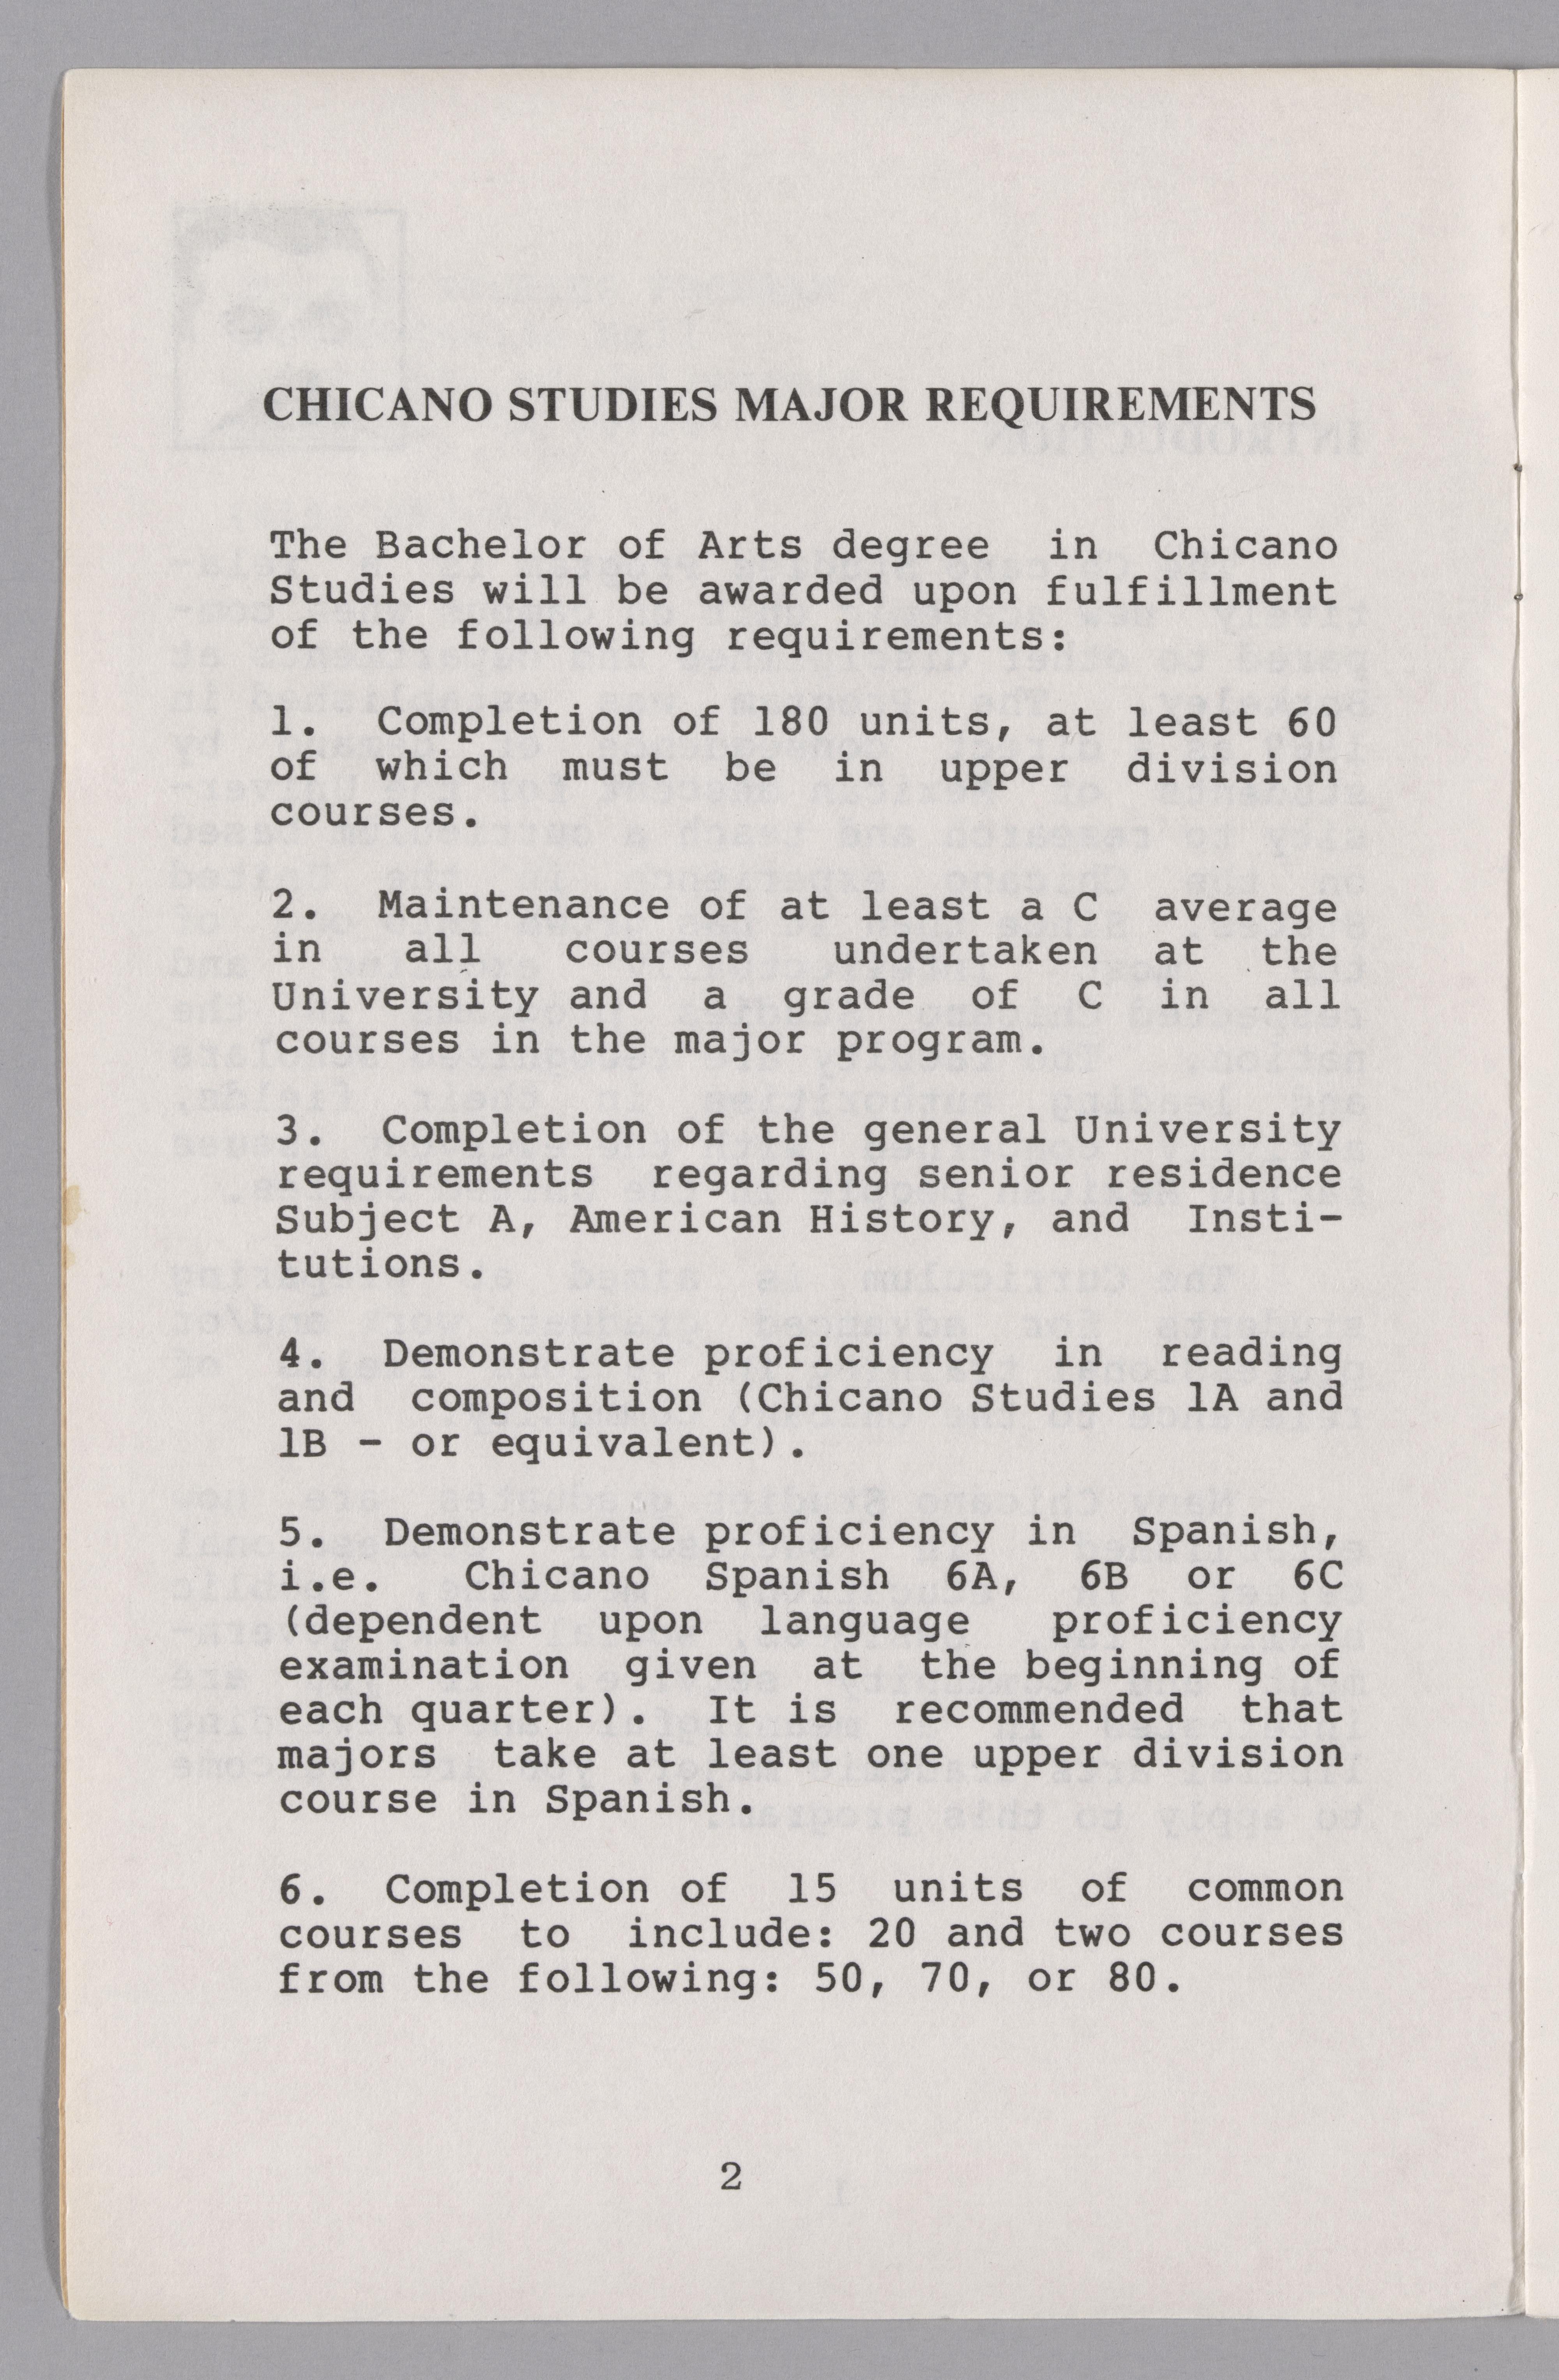 CHICANO STUDIES MAJOR REQUIREMENTS
The Bachelor of Arts degree in Chicano
Studies will be awarded upon fulfillment
of the following requirements:
1. Completion of 180 units, at least 60
of which must be in upper division
courses.
2. Maintenance of at least a C average
in all courses undertaken at the
University and a grade of C in all
courses in the major program.
3. Completion of the general University
requirements regarding senior residence
Subject A, American History, and Insti-
tutions.
4. Demonstrate proficiency in reading
and composition (Chicano Studies 1A and
1B - or equivalent).
5. Demonstrate proficiency in Spanish,
i.e. Chicano Spanish 6A, 6B or 6C
(dependent upon language proficiency
examination given at the beginning of
each quarter). It is recommended that
majors take at least one upper division
course in Spanish.
6. Completion of 15 units of common
courses to include: 20 and two courses
from the following: 50, 70, or 80.
2